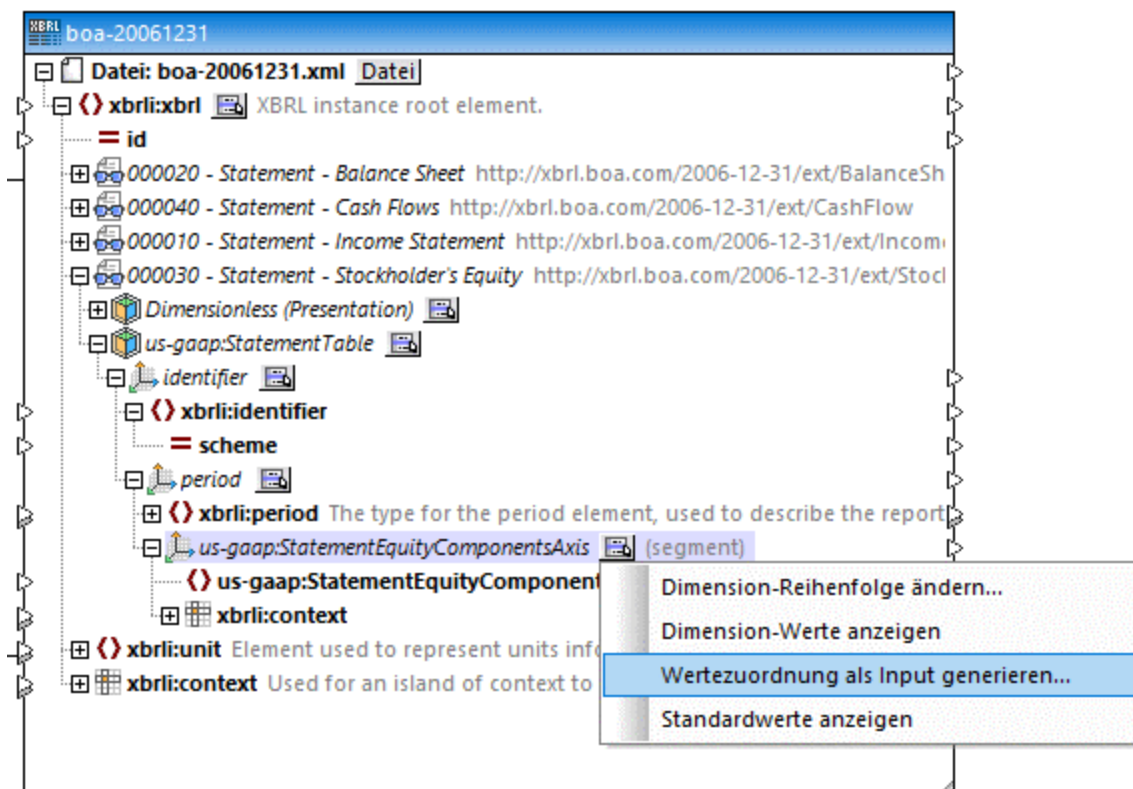 XBRL boa-20061231
Datei: boa-20061231.xml Datei
xbrli:xbrl XBRL instance root element.
= id
000020 - Statement - Balance Sheet http://xbrl.boa.com/2006-12-31/ext/BalanceSh
000040 - Statement - Cash Flows http://xbrl.boa.com/2006-12-31/ext/CashFlow
000010 - Statement - Income Statement http://xbrl.boa.com/2006-12-31/ext/Incom
000030 - Statement - Stockholder's Equity http://xbrl.boa.com/2006-12-31/ext/Stoc
Dimensionless (Presentation)
us-gaap:StatementTable
identifier
xbrli:identifier
= scheme
period
xbrli:period The type for the period element, used to describe the report
us-gaap:StatementEquityComponentsAxis (segment)
us-gaap:StatementEquityComponent
xbrli:context
xbrli:unit Element used to represent units info
xbrli:context Used for an island of context to
Dimension-Reihenfolge ändern...
Dimension-Werte anzeigen
Wertezuordnung als Input generieren...
Standardwerte anzeigen